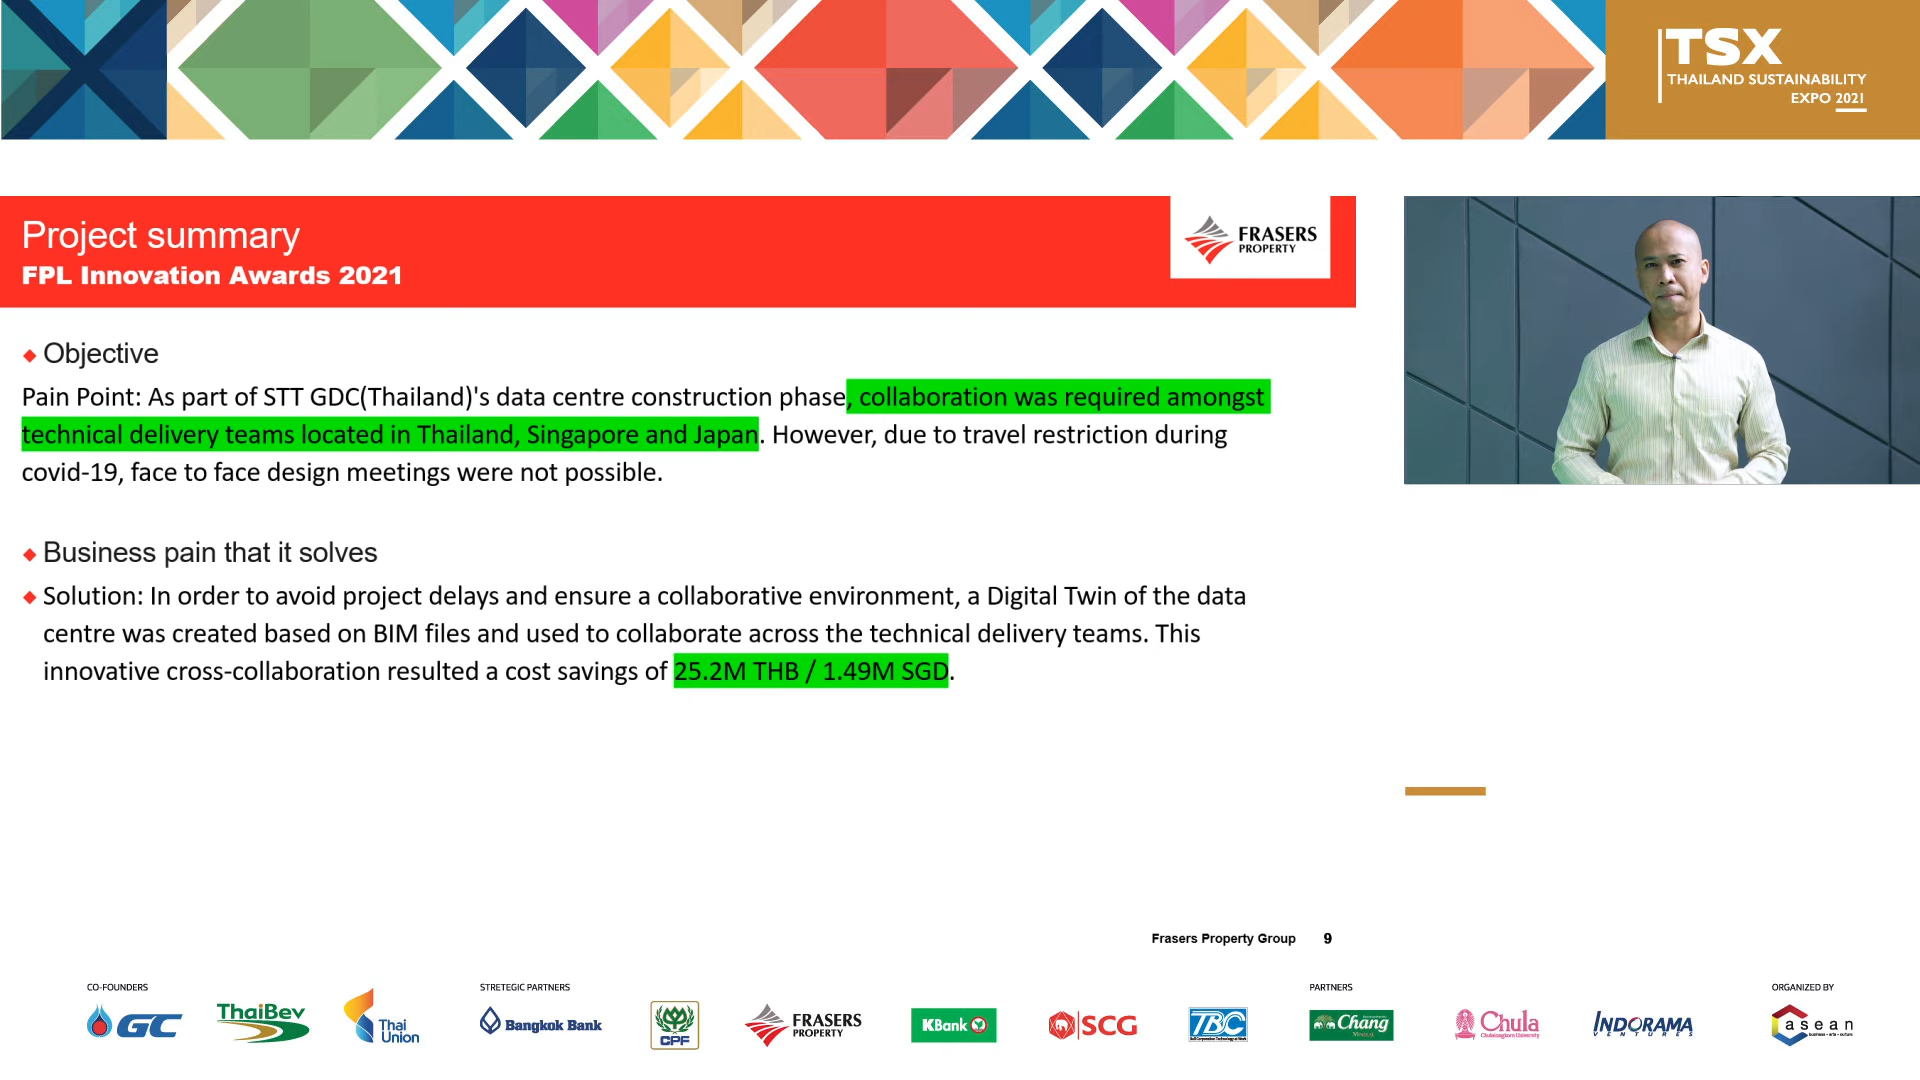 TSX
THAILAND SUSTAINABILITY
EXPO 2021
Project summary
FPL Innovation Awards 2021
FRASERS
PROPERTY
Objective
Pain Point: As part of STT GDC(Thailand)'s data centre construction phase, collaboration was required amongst
technical delivery teams located in Thailand, Singapore and Japan. However, due to travel restriction during
covid-19, face to face design meetings were not possible.
Business pain that it solves
Solution: In order to avoid project delays and ensure a collaborative environment, a Digital Twin of the data
centre was created based on BIM files and used to collaborate across the technical delivery teams. This
innovative cross-collaboration resulted a cost savings of 25.2M THB / 1.49M SGD.
Frasers Property Group 9
CO-FOUNDERS
GC
ThaiBev
Thai
Union
STRETEGIC PARTNERS
Bangkok Bank
CPF
FRASERS
PROPERTY
KBank
SCG
TBC
PARTNERS
Chang
Chula
Chulalongkorn University
INDORAMA
VENTURES
ORGANIZED BY
asean